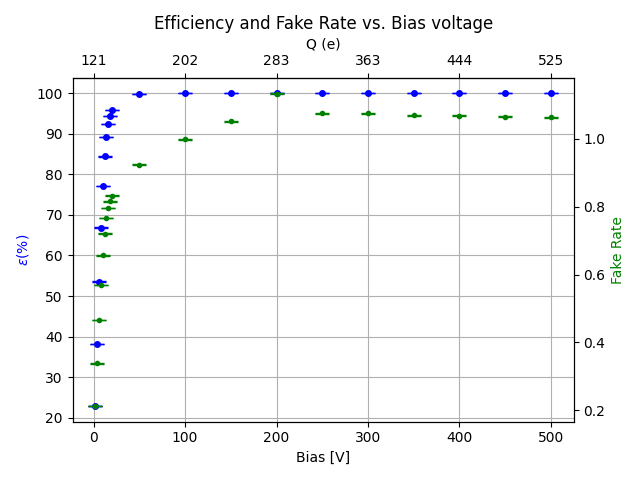 Efficiency and Fake Rate vs. Bias voltage
Q (e)
121 202 283 363 444 525
100
90
80
70
60
50
40
30
20
ε(%)
1.0
0.8
0.6
0.4
0.2
Fake Rate
0 100 200 300 400 500
Bias [V]